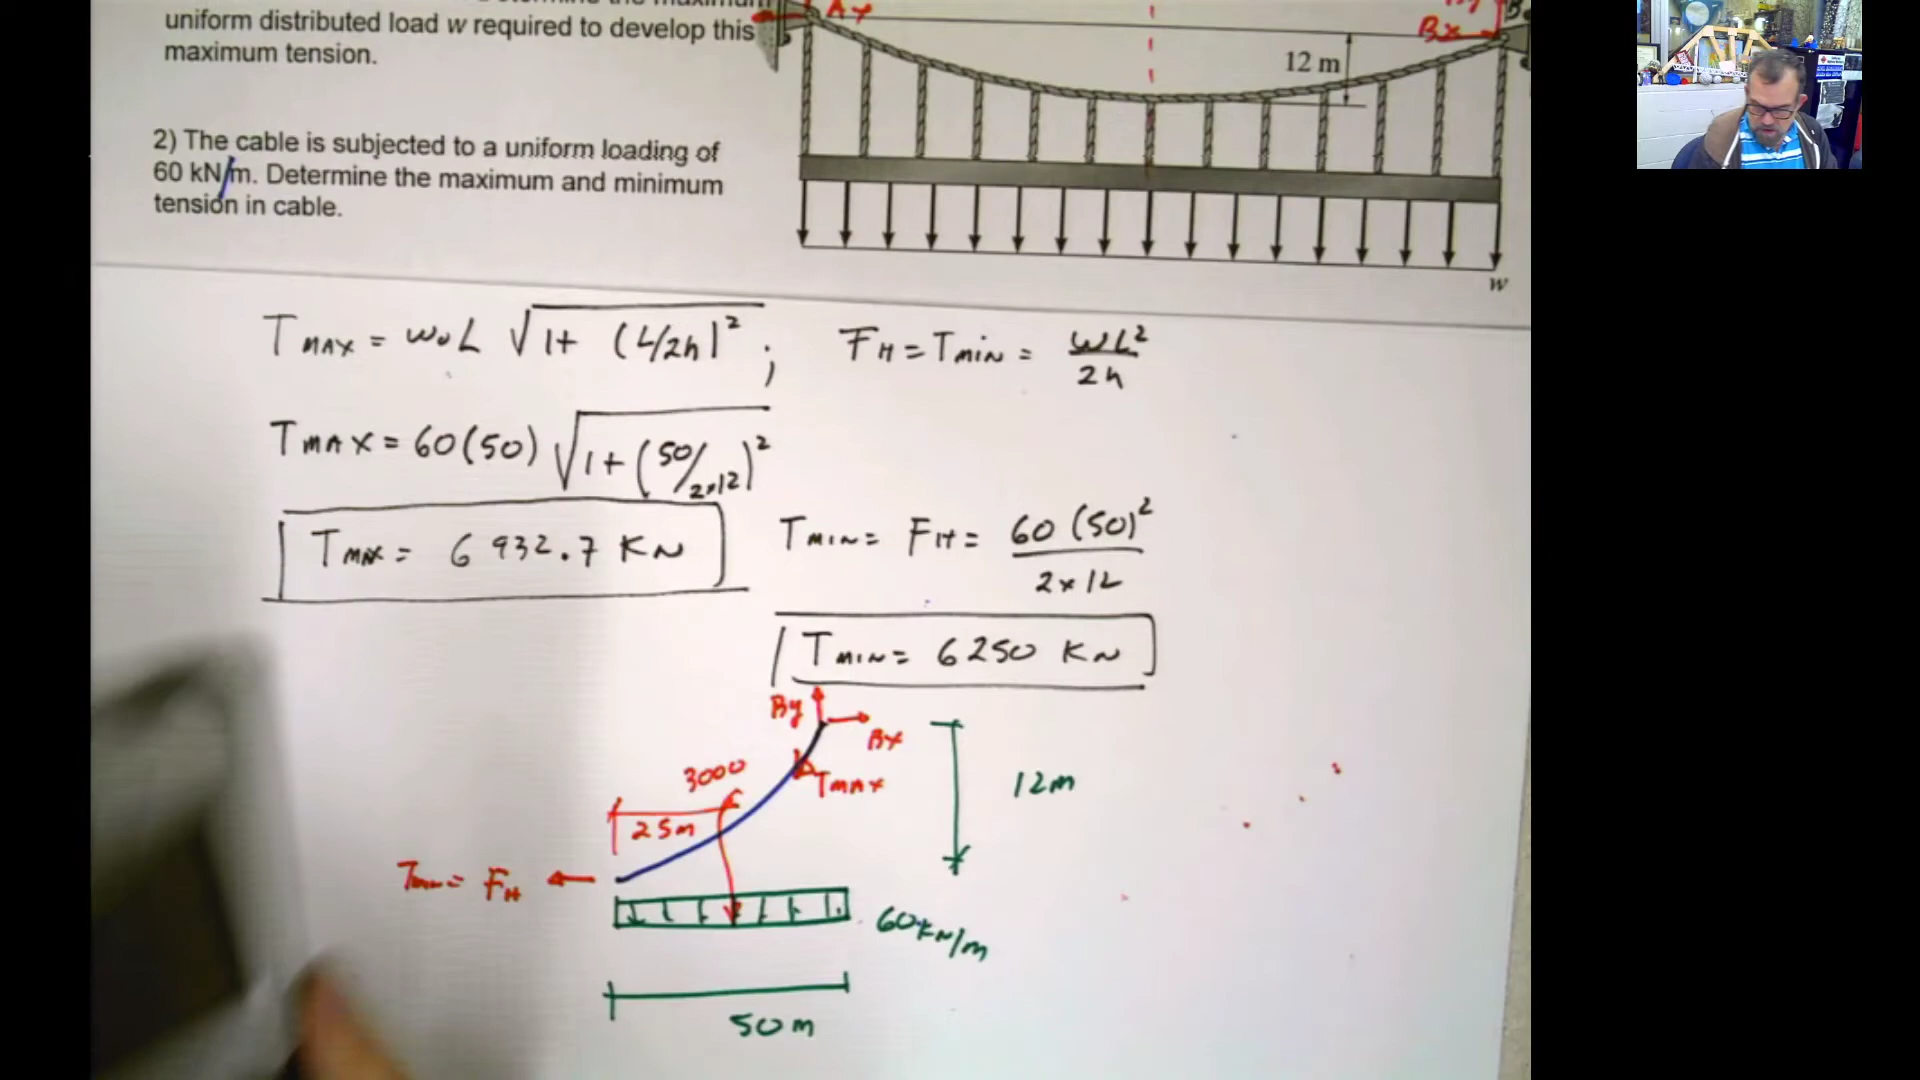 uniform distributed load w required to develop this
maximum tension.
2) The cable is subjected to a uniform loading of
60 kN/m. Determine the maximum and minimum
tension in cable.
Ay
Bx
12 m
w
TMAX = woL √1+ (L/2h)² ; FH = Tmin = wL²/2h
TMAX = 60(50) √1+(50/2×12)²
TMAX = 6932.7 KN
TMIN = FH = 60(50)²/2×12
TMIN = 6250 KN
By
Bx
TMAX
3000
25m
12m
Tmin = FH
60KN/m
50m